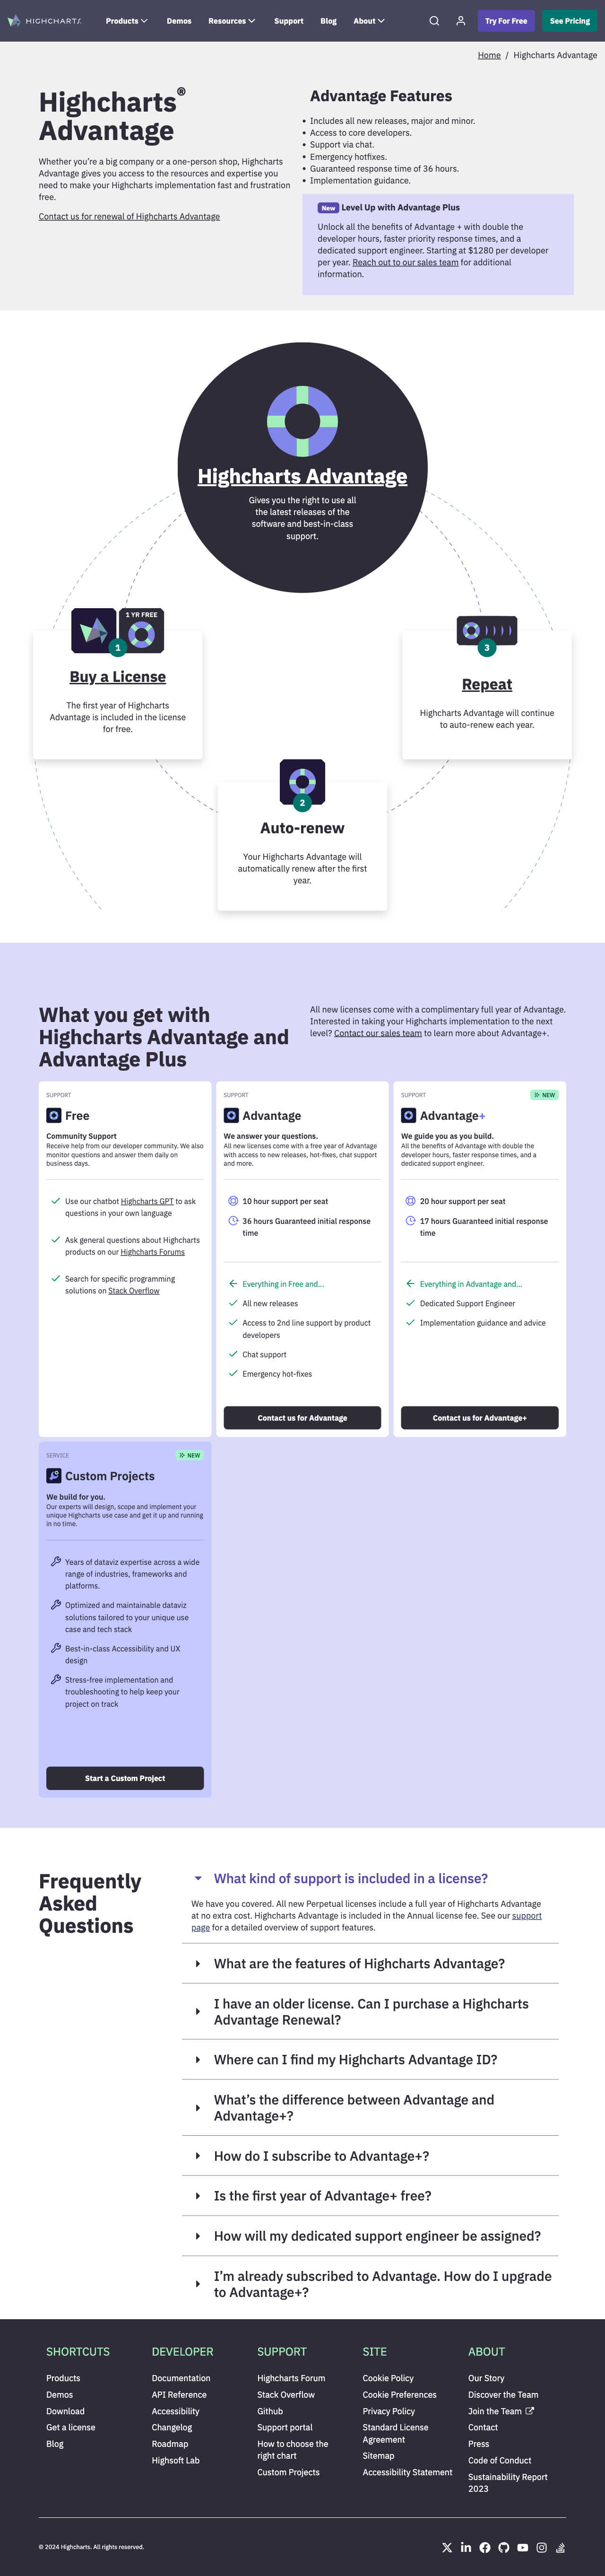 HIGHCHARTS
Products
Demos
Resources
Support
Blog
About
Try For Free
See Pricing
Home / Highcharts Advantage
Highcharts®
Advantage
Whether you're a big company or a one-person shop, Highcharts
Advantage gives you access to the resources and expertise you
need to make your Highcharts implementation fast and frustration
free.
Contact us for renewal of Highcharts Advantage
Advantage Features
Includes all new releases, major and minor.
Access to core developers.
Support via chat.
Emergency hotfixes.
Guaranteed response time of 36 hours.
Implementation guidance.
New Level Up with Advantage Plus
Unlock all the benefits of Advantage + with double the
developer hours, faster priority response times, and a
dedicated support engineer. Starting at $1280 per developer
per year. Reach out to our sales team for additional
information.
Highcharts Advantage
Gives you the right to use all
the latest releases of the
software and best-in-class
support.
1 YR FREE
1
Buy a License
The first year of Highcharts
Advantage is included in the license
for free.
3
Repeat
Highcharts Advantage will continue
to auto-renew each year.
2
Auto-renew
Your Highcharts Advantage will
automatically renew after the first
year.
What you get with
Highcharts Advantage and
Advantage Plus
All new licenses come with a complimentary full year of Advantage.
Interested in taking your Highcharts implementation to the next
level? Contact our sales team to learn more about Advantage+.
SUPPORT
Free
Community Support
Receive help from our developer community. We also
monitor questions and answer them daily on
business days.
Use our chatbot Highcharts GPT to ask
questions in your own language
Ask general questions about Highcharts
products on our Highcharts Forums
Search for specific programming
solutions on Stack Overflow
SUPPORT
Advantage
We answer your questions.
All new licenses come with a free year of Advantage
with access to new releases, hot-fixes, chat support
and more.
10 hour support per seat
36 hours Guaranteed initial response
time
Everything in Free and...
All new releases
Access to 2nd line support by product
developers
Chat support
Emergency hot-fixes
Contact us for Advantage
SUPPORT
NEW
Advantage+
We guide you as you build.
All the benefits of Advantage with double the
developer hours, faster response times, and a
dedicated support engineer.
20 hour support per seat
17 hours Guaranteed initial response
time
Everything in Advantage and...
Dedicated Support Engineer
Implementation guidance and advice
Contact us for Advantage+
SERVICE
NEW
Custom Projects
We build for you.
Our experts will design, scope and implement your
unique Highcharts use case and get it up and running
in no time.
Years of dataviz expertise across a wide
range of industries, frameworks and
platforms.
Optimized and maintainable dataviz
solutions tailored to your unique use
case and tech stack
Best-in-class Accessibility and UX
design
Stress-free implementation and
troubleshooting to help keep your
project on track
Start a Custom Project
Frequently
Asked
Questions
What kind of support is included in a license?
We have you covered. All new Perpetual licenses include a full year of Highcharts Advantage
at no extra cost. Highcharts Advantage is included in the Annual license fee. See our support
page for a detailed overview of support features.
What are the features of Highcharts Advantage?
I have an older license. Can I purchase a Highcharts
Advantage Renewal?
Where can I find my Highcharts Advantage ID?
What's the difference between Advantage and
Advantage+?
How do I subscribe to Advantage+?
Is the first year of Advantage+ free?
How will my dedicated support engineer be assigned?
I'm already subscribed to Advantage. How do I upgrade
to Advantage+?
SHORTCUTS
Products
Demos
Download
Get a license
Blog
DEVELOPER
Documentation
API Reference
Accessibility
Changelog
Roadmap
Highsoft Lab
SUPPORT
Highcharts Forum
Stack Overflow
Github
Support portal
How to choose the
right chart
Custom Projects
SITE
Cookie Policy
Cookie Preferences
Privacy Policy
Standard License
Agreement
Sitemap
Accessibility Statement
ABOUT
Our Story
Discover the Team
Join the Team
Contact
Press
Code of Conduct
Sustainability Report
2023
© 2024 Highcharts. All rights reserved.